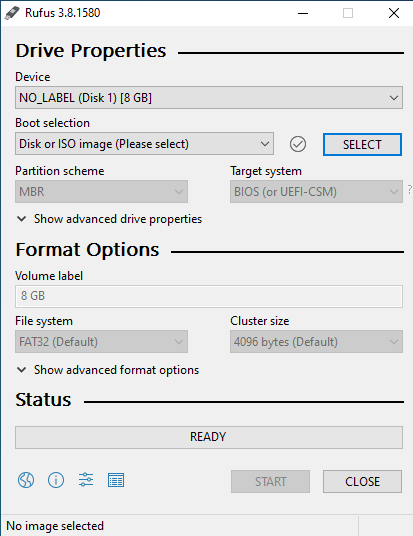 Rufus 3.8.1580
Drive Properties
Device
NO_LABEL (Disk 1) [8 GB]
Boot selection
Disk or ISO image (Please select)
SELECT
Partition scheme
Target system
MBR
BIOS (or UEFI-CSM)
?
Show advanced drive properties
Format Options
Volume label
8 GB
File system
Cluster size
FAT32 (Default)
4096 bytes (Default)
Show advanced format options
Status
READY
START
CLOSE
No image selected